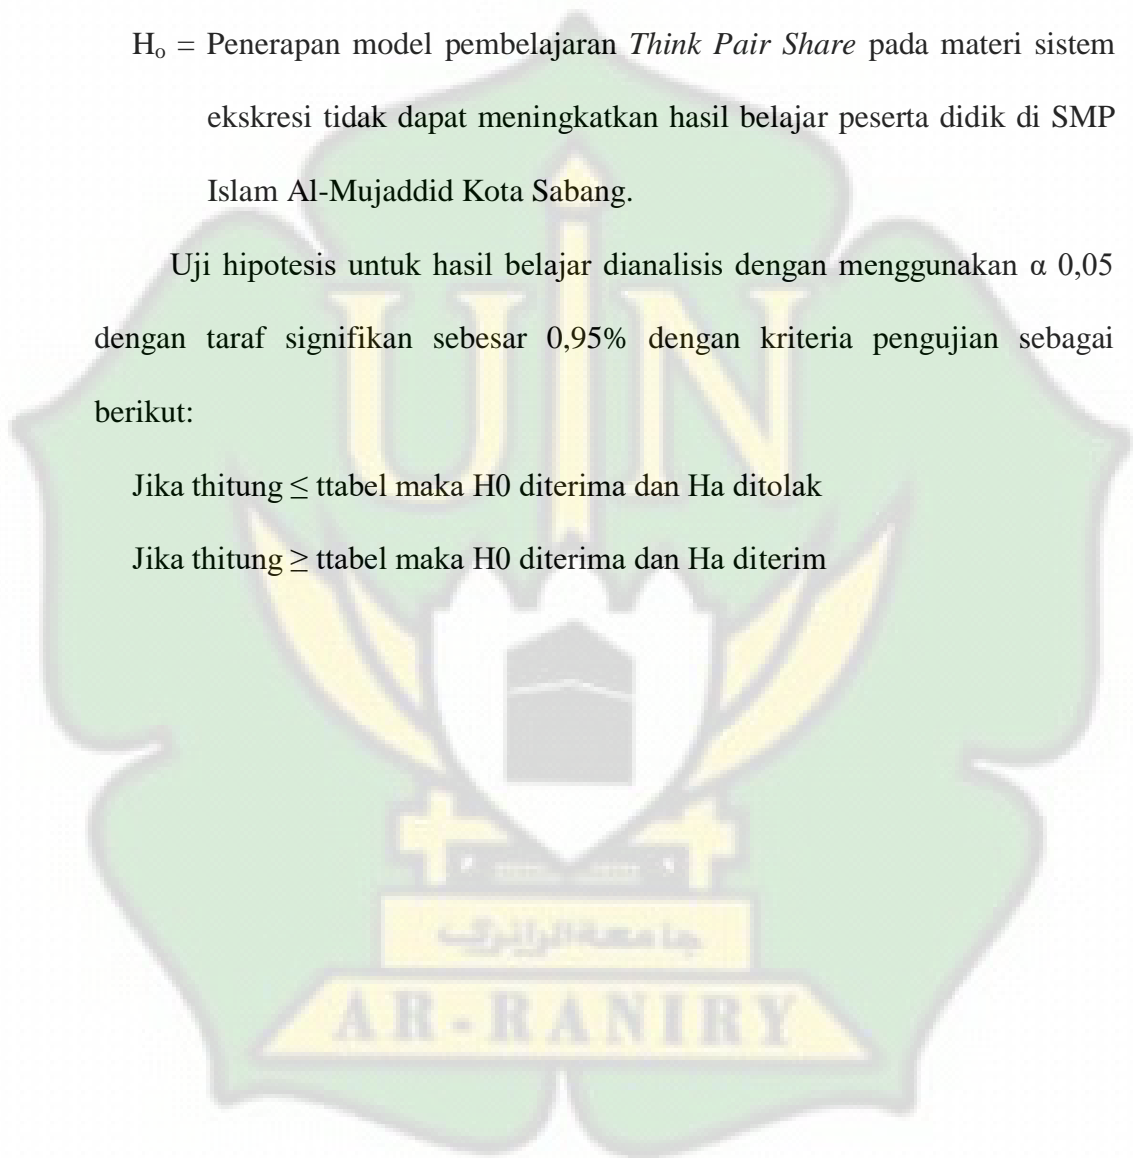 Ho = Penerapan model pembelajaran Think Pair Share pada materi sistem
ekskresi tidak dapat meningkatkan hasil belajar peserta didik di SMP
Islam Al-Mujaddid Kota Sabang.
Uji hipotesis untuk hasil belajar dianalisis dengan menggunakan α 0,05
dengan taraf signifikan sebesar 0,95% dengan kriteria pengujian sebagai
berikut:
Jika thitung ≤ ttabel maka H0 diterima dan Ha ditolak
Jika thitung ≥ ttabel maka H0 diterima dan Ha diterim
UIN
جامعة الرانيري
AR-RANIRY